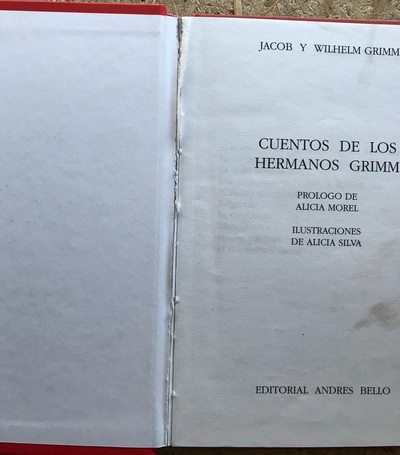 JACOB Y WILHELM GRIMM
CUENTOS DE LOS
HERMANOS GRIMM
PROLOGO DE
ALICIA MOREL
ILUSTRACIONES
DE ALICIA SILVA
EDITORIAL ANDRES BELLO